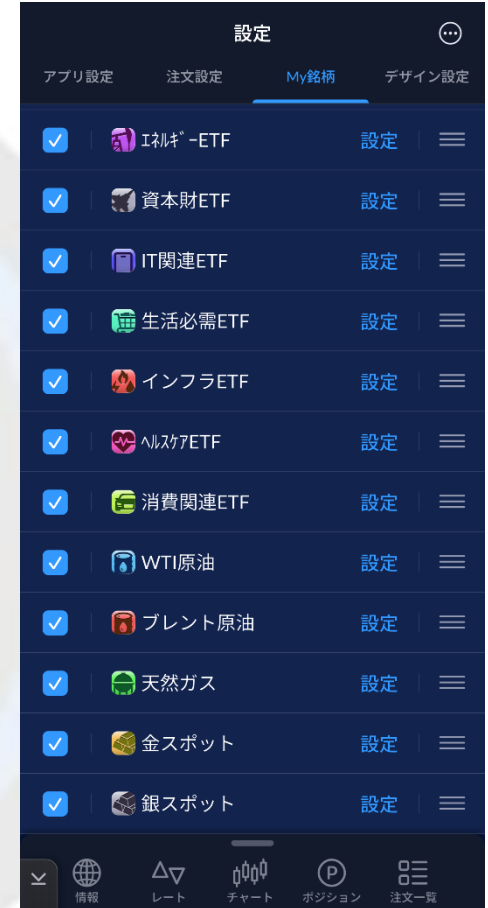 設定
アプリ設定 注文設定 My銘柄 デザイン設定
ｴﾈﾙｷﾞｰETF 設定
資本財ETF 設定
IT関連ETF 設定
生活必需ETF 設定
インフラETF 設定
ﾍﾙｽｹｱETF 設定
消費関連ETF 設定
WTI原油 設定
ブレント原油 設定
天然ガス 設定
金スポット 設定
銀スポット 設定
情報 レート チャート ポジション 注文一覧